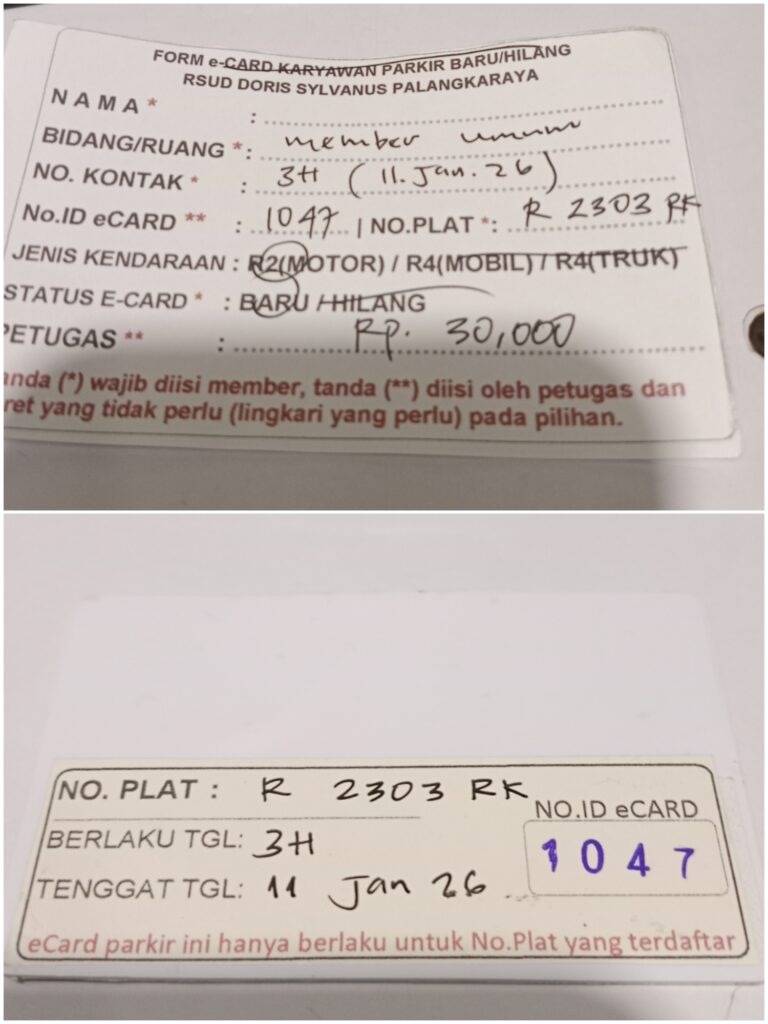 FORM e-CARD KARYAWAN PARKIR BARU/HILANG
RSUD DORIS SYLVANUS PALANGKARAYA
NAMA * :
BIDANG/RUANG *: member umum
NO. KONTAK * : 3H (11. Jan. 26)
No.ID eCARD ** : 1047 | NO.PLAT *: R 2303 RK
JENIS KENDARAAN : R2(MOTOR) / R4(MOBIL) / R4(TRUK)
STATUS E-CARD * : BARU / HILANG
PETUGAS ** : Rp. 30,000
anda (*) wajib diisi member, tanda (**) diisi oleh petugas dan
ret yang tidak perlu (lingkari yang perlu) pada pilihan.
NO. PLAT : R 2303 RK
NO.ID eCARD
BERLAKU TGL: 3H
1047
TENGGAT TGL: 11 Jan 26
eCard parkir ini hanya berlaku untuk No.Plat yang terdaftar